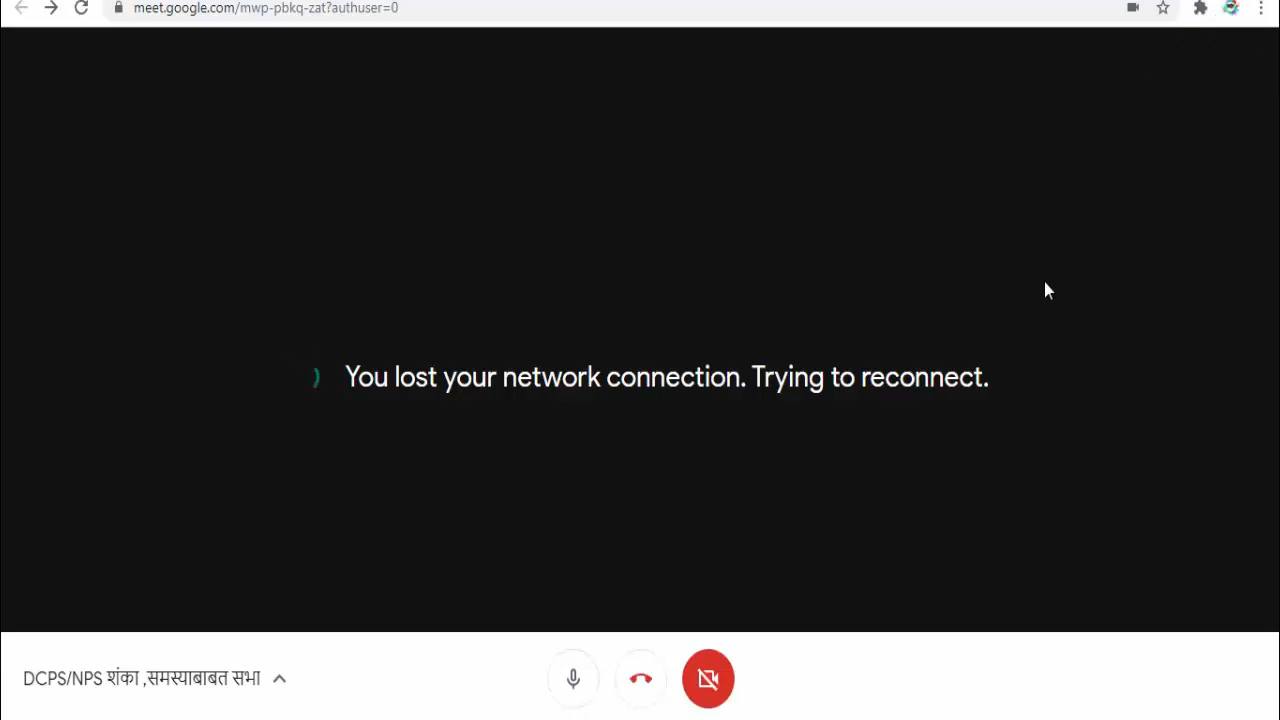 meet.google.com/mwp-pbkq-zat?authuser=0
You lost your network connection. Trying to reconnect.
DCPS/NPS शंका ,समस्याबाबत सभा